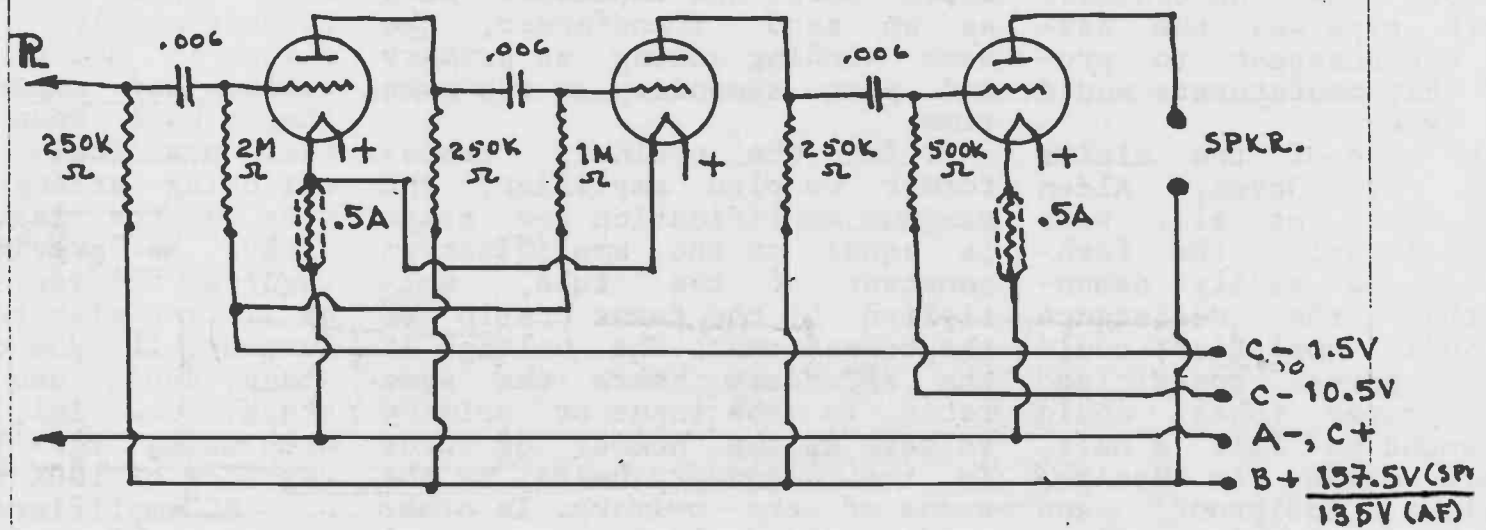 P
.006
.006
.006
250K Ω
2M Ω
+
.5A
250K Ω
1M Ω
+
250K Ω
500K Ω
+
.5A
SPKR.
C- 1.5V
C- 10.5V
A-, C+
B+ 157.5V (SP
135V (AF)